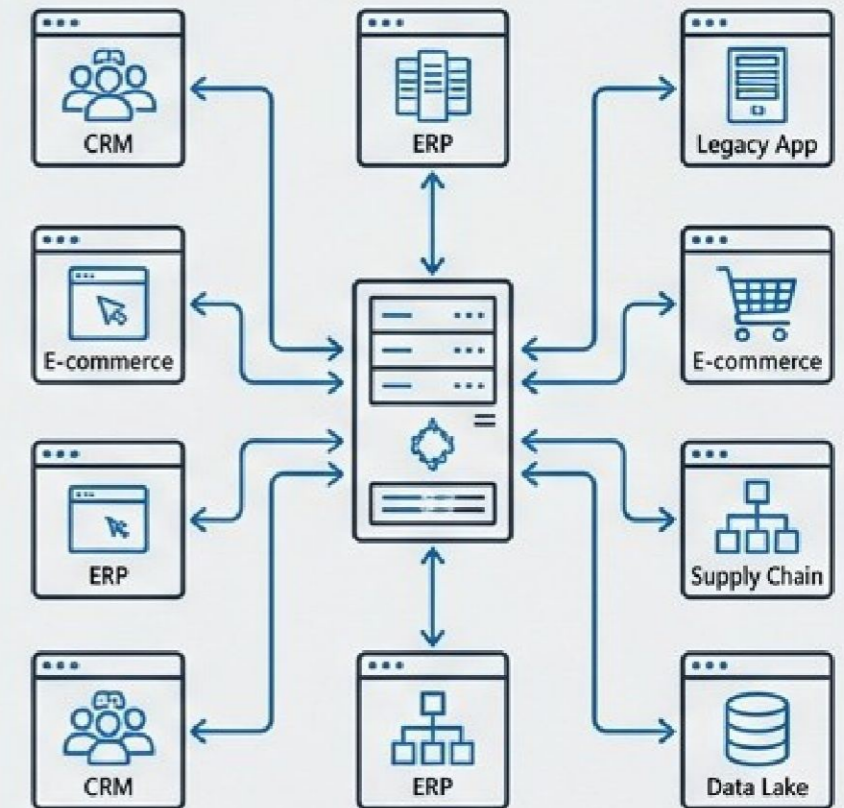 CRM
ERP
Legacy App
E-commerce
E-commerce
ERP
Supply Chain
CRM
ERP
Data Lake